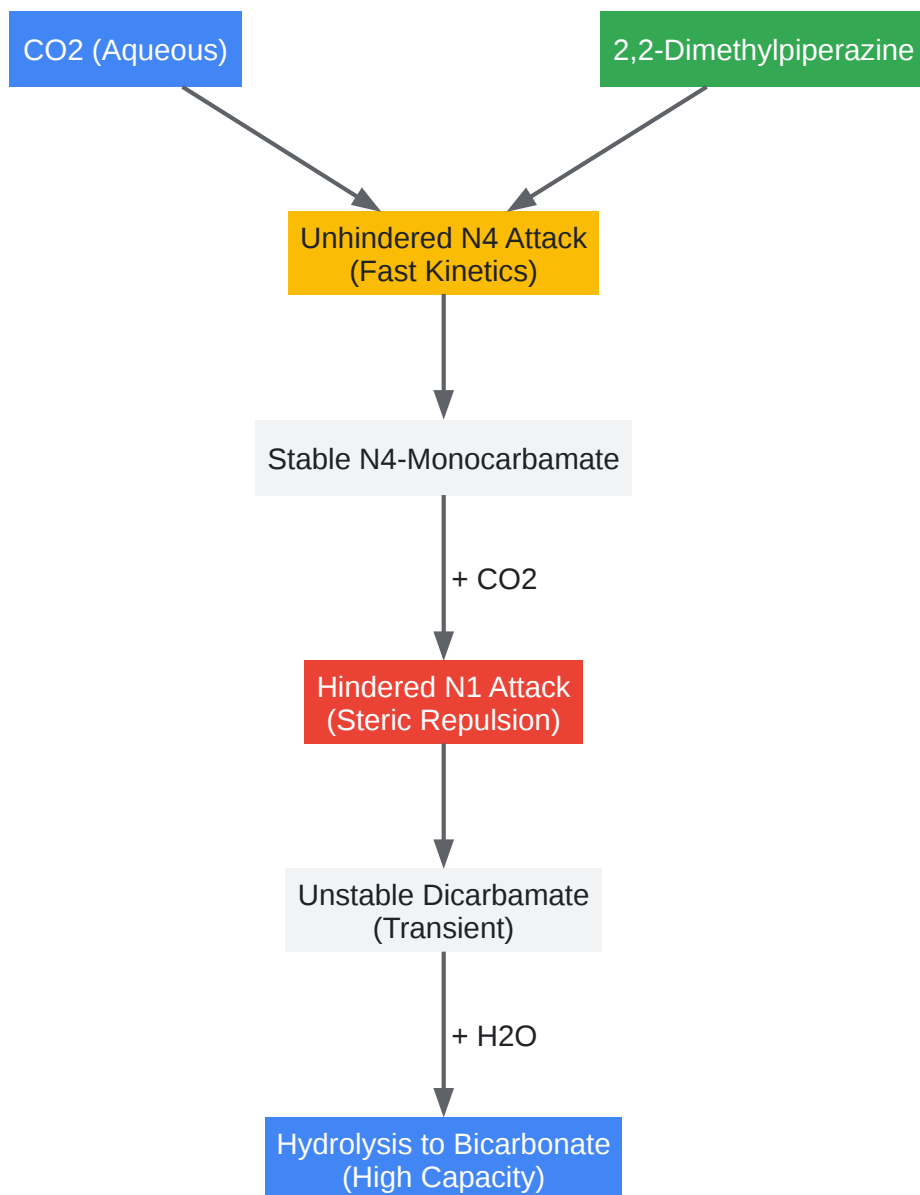 CO2 (Aqueous)
2,2-Dimethylpiperazine
Unhindered N4 Attack
(Fast Kinetics)
Stable N4-Monocarbamate
+ CO2
Hindered N1 Attack
(Steric Repulsion)
Unstable Dicarbamate
(Transient)
+ H2O
Hydrolysis to Bicarbonate
(High Capacity)